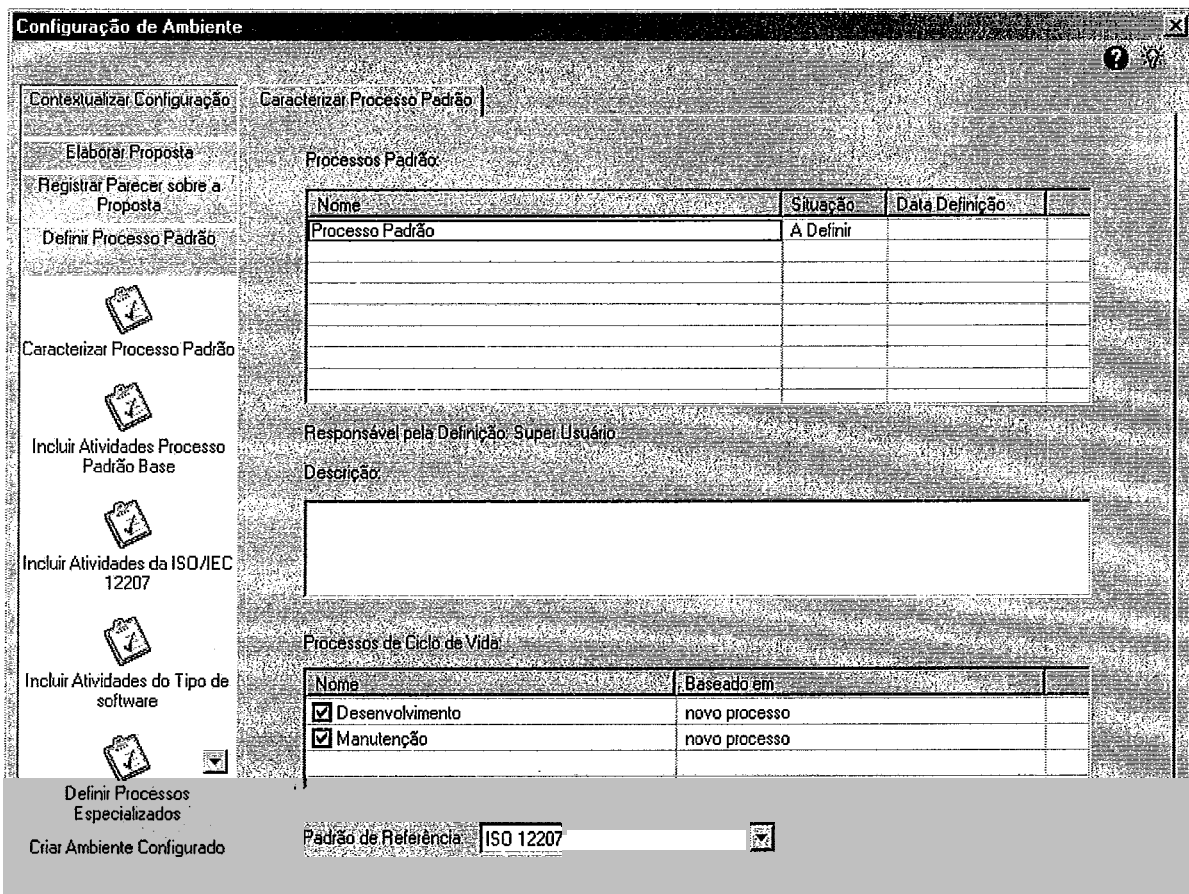 Configuração de Ambiente
Contextualizar Configuração
Elaborar Proposta
Registrar Parecer sobre a
Proposta
Definir Processo Padrão
Caracterizar Processo Padrão
Incluir Atividades Processo
Padrão Base
Incluir Atividades da ISO/IEC
12207
Incluir Atividades do Tipo de
software
Definir Processos
Especializados
Criar Ambiente Configurado
Caracterizar Processo Padrão
Processos Padrão:
Nome Situação Data Definição
Processo Padrão A Definir
Responsável pela Definição: Super Usuário
Descrição:
Processos de Ciclo de Vida:
Nome Baseado em
Desenvolvimento novo processo
Manutenção novo processo
Padrão de Referência: ISO 12207